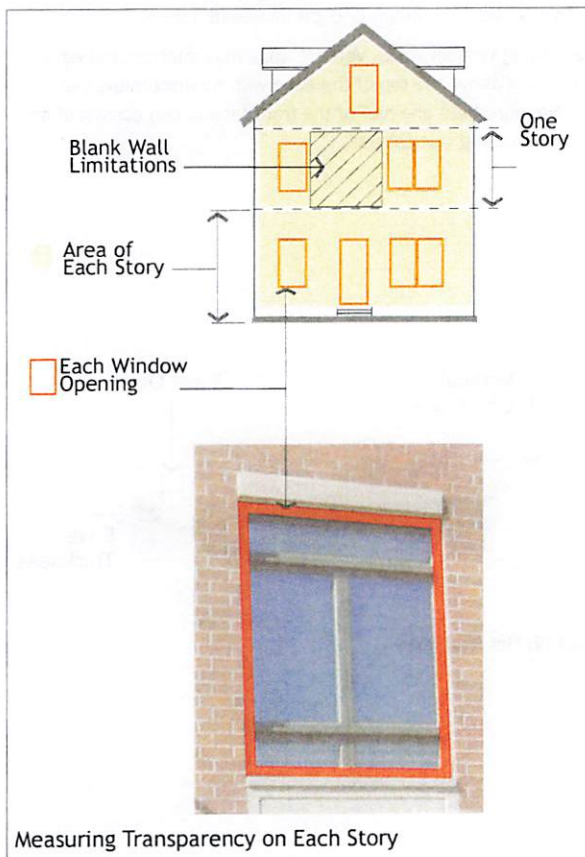 One
Story
Blank Wall
Limitations
Area of
Each Story
Each Window
Opening
Measuring Transparency on Each Story